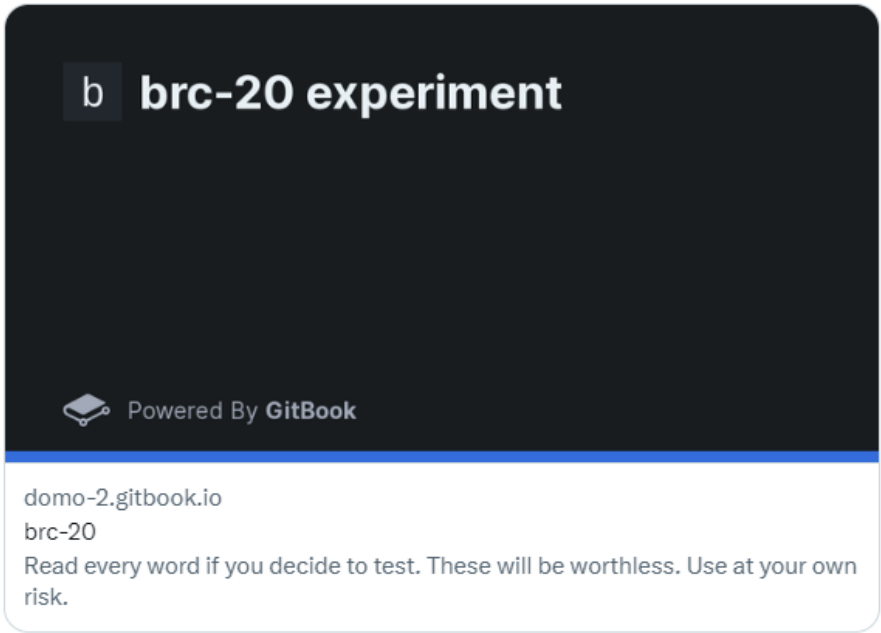 b brc-20 experiment
Powered By GitBook
domo-2.gitbook.io
brc-20
Read every word if you decide to test. These will be worthless. Use at your own
risk.